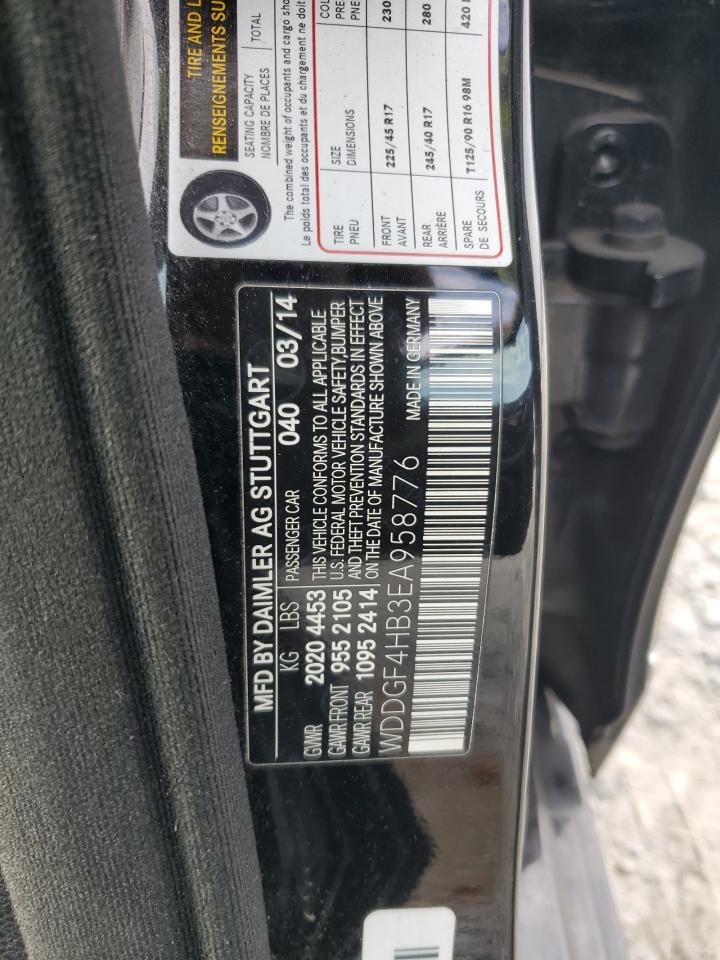 TIRE AND L
RENSEIGNEMENTS SU
SEATING CAPACITY
NOMBRE DE PLACES
TOTAL
The combined weight of occupants and cargo sho
Le poids total des occupants et du chargement ne doit
TIRE SIZE COL
PNEU DIMENSIONS PRE
PNE
FRONT 225/45 R17 230
AVANT
REAR 245/40 R17 280
ARRIÈRE
SPARE T125/90 R16 98M 420
DE SECOURS
MFD BY DAIMLER AG STUTTGART
KG LBS PASSENGER CAR 040 03/14
GVWR 2020 4453 THIS VEHICLE CONFORMS TO ALL APPLICABLE
GAWR FRONT 955 2105 U.S. FEDERAL MOTOR VEHICLE SAFETY, BUMPER
AND THEFT PREVENTION STANDARDS IN EFFECT
GAWR REAR 1095 2414 ON THE DATE OF MANUFACTURE SHOWN ABOVE
WDDGF4HB3EA958776 MADE IN GERMANY